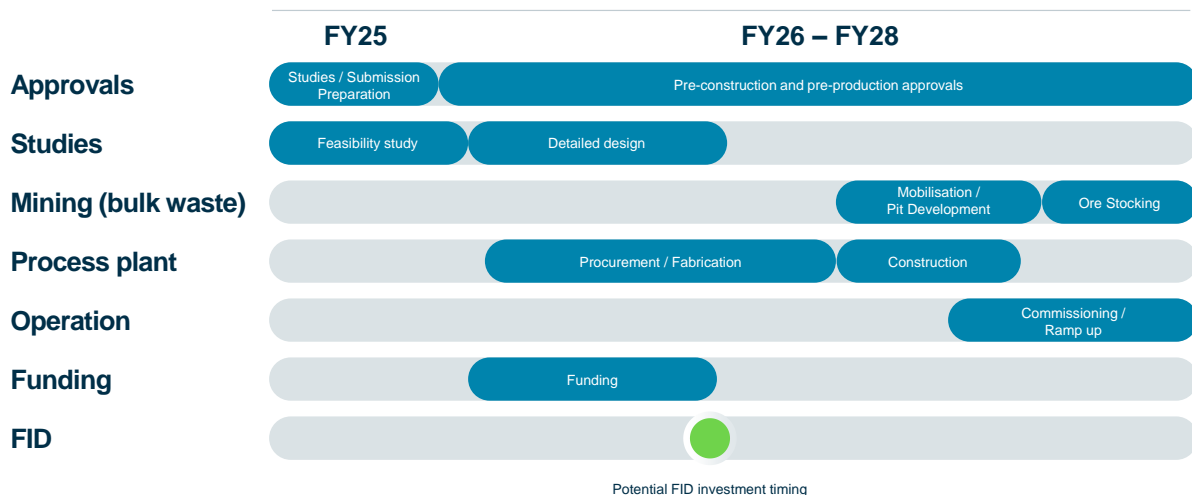 FY25
FY26 – FY28
Approvals
Studies / Submission
Preparation
Pre-construction and pre-production approvals
Studies
Feasibility study
Detailed design
Mining (bulk waste)
Mobilisation /
Pit Development
Ore Stocking
Process plant
Procurement / Fabrication
Construction
Operation
Commissioning /
Ramp up
Funding
Funding
FID
Potential FID investment timing